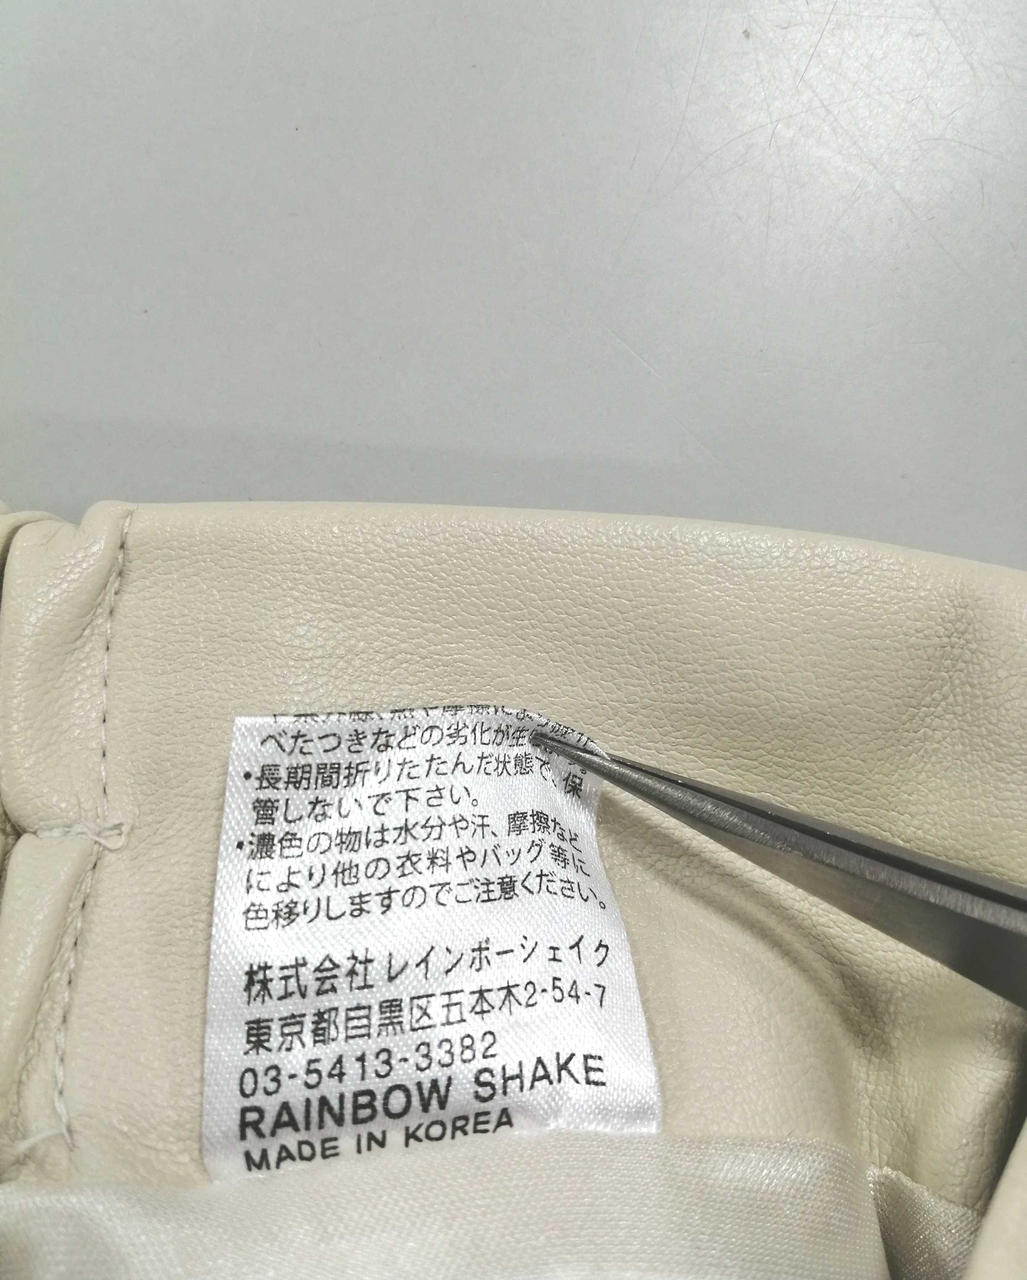 べたつきなどの劣化が生
・長期間折りたたんだ状態で、保
管しないで下さい。
・濃色の物は水分や汗、摩擦など
により他の衣料やバッグ等に
色移りしますのでご注意ください。
株式会社レインボーシェイク
東京都目黒区五本木2-54-7
03-5413-3382
RAINBOW SHAKE
MADE IN KOREA